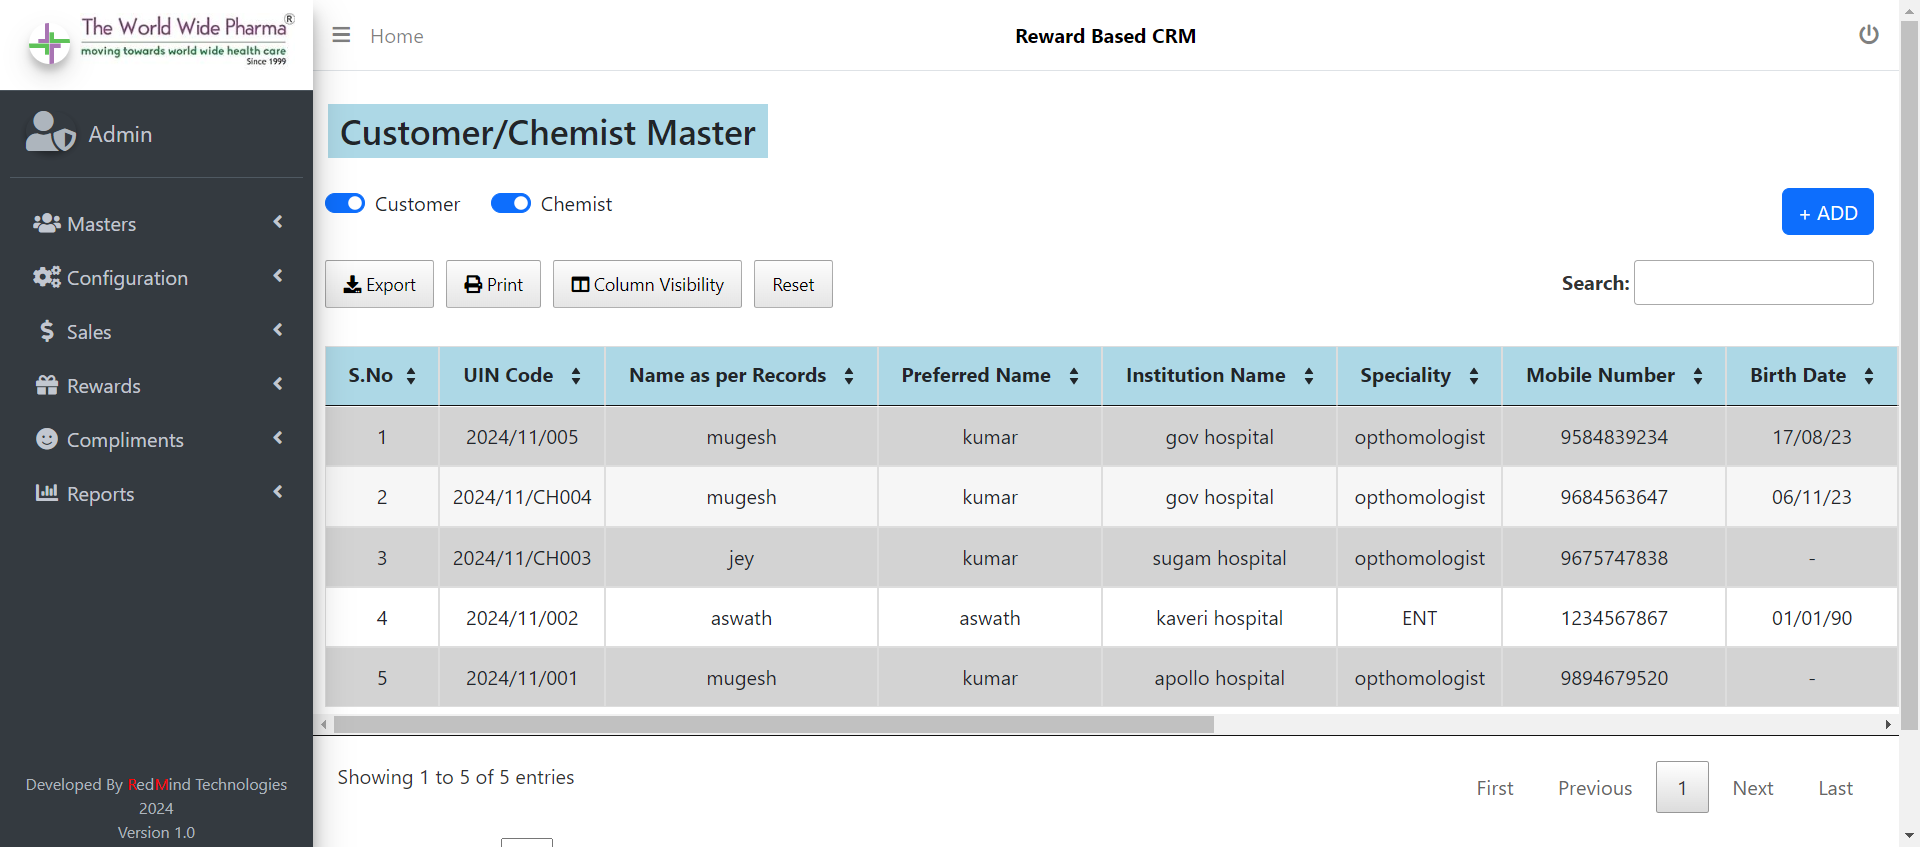 The World Wide Pharma®
moving towards world wide health care
Since 1999
Home
Reward Based CRM
Admin
Masters
Configuration
Sales
Rewards
Compliments
Reports
Developed By RedMind Technologies
2024
Version 1.0
Customer/Chemist Master
Customer Chemist
+ ADD
Export Print Column Visibility Reset
Search:
S.No UIN Code Name as per Records Preferred Name Institution Name Speciality Mobile Number Birth Date
1 2024/11/005 mugesh kumar gov hospital opthomologist 9584839234 17/08/23
2 2024/11/CH004 mugesh kumar gov hospital opthomologist 9684563647 06/11/23
3 2024/11/CH003 jey kumar sugam hospital opthomologist 9675747838 -
4 2024/11/002 aswath aswath kaveri hospital ENT 1234567867 01/01/90
5 2024/11/001 mugesh kumar apollo hospital opthomologist 9894679520 -
Showing 1 to 5 of 5 entries
First Previous 1 Next Last